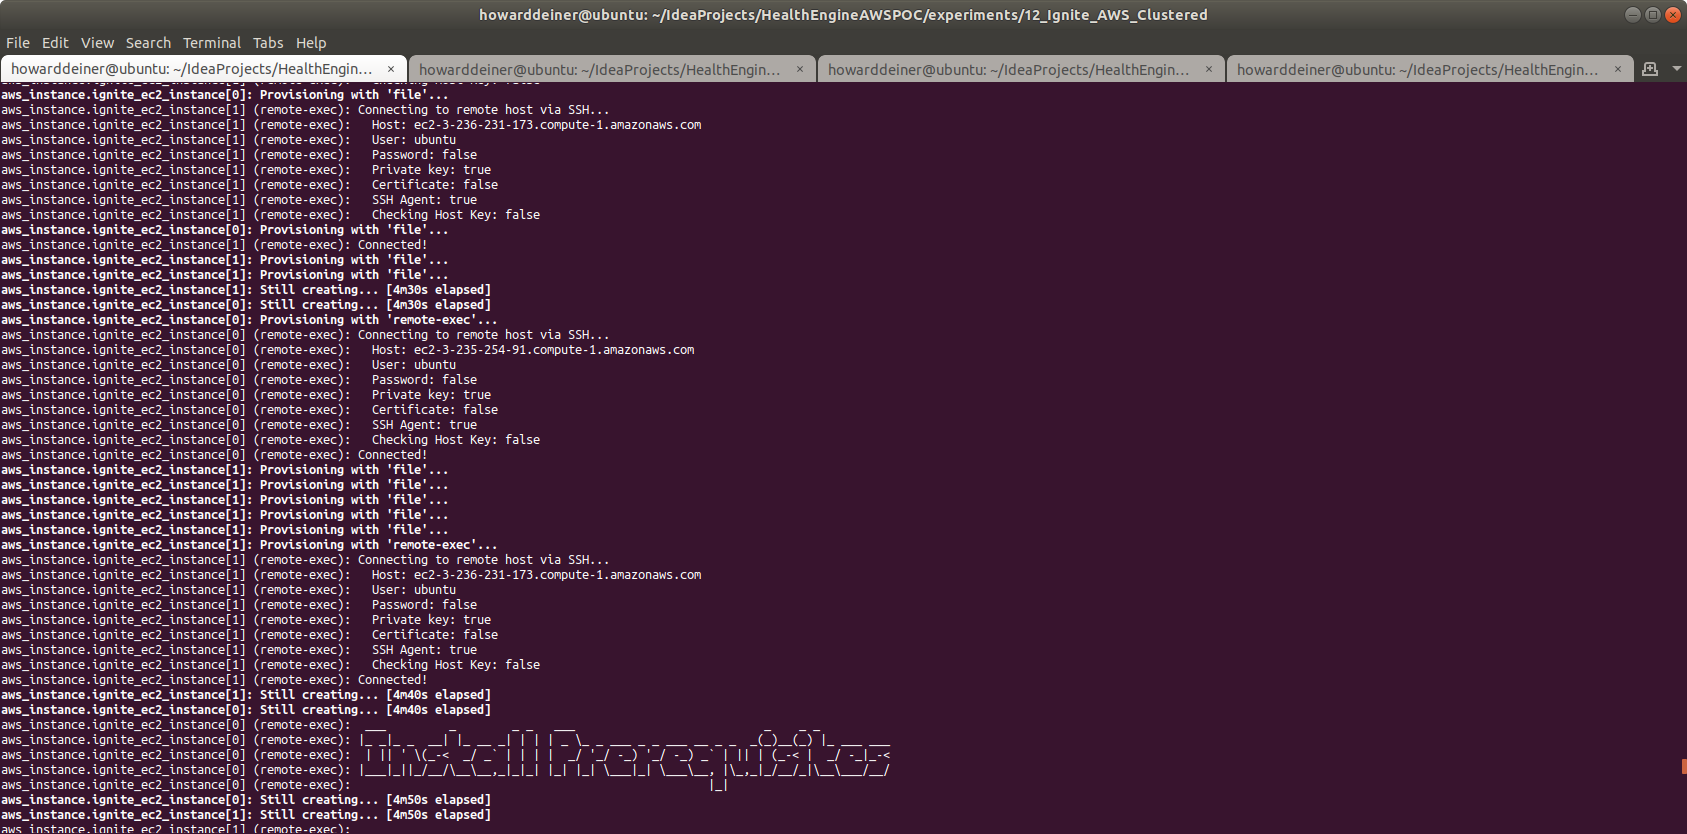 howarddeiner@ubuntu: ~/IdeaProjects/HealthEngineAWSPOC/experiments/12_Ignite_AWS_Clustered
File Edit View Search Terminal Tabs Help
howarddeiner@ubuntu: ~/IdeaProjects/HealthEngin... × howarddeiner@ubuntu: ~/IdeaProjects/HealthEngin... × howarddeiner@ubuntu: ~/IdeaProjects/HealthEngin... × howarddeiner@ubuntu: ~/IdeaProjects/HealthEngin... ×
aws_instance.ignite_ec2_instance[0]: Provisioning with 'file'...
aws_instance.ignite_ec2_instance[1] (remote-exec): Connecting to remote host via SSH...
aws_instance.ignite_ec2_instance[1] (remote-exec):   Host: ec2-3-236-231-173.compute-1.amazonaws.com
aws_instance.ignite_ec2_instance[1] (remote-exec):   User: ubuntu
aws_instance.ignite_ec2_instance[1] (remote-exec):   Password: false
aws_instance.ignite_ec2_instance[1] (remote-exec):   Private key: true
aws_instance.ignite_ec2_instance[1] (remote-exec):   Certificate: false
aws_instance.ignite_ec2_instance[1] (remote-exec):   SSH Agent: true
aws_instance.ignite_ec2_instance[1] (remote-exec):   Checking Host Key: false
aws_instance.ignite_ec2_instance[0]: Provisioning with 'file'...
aws_instance.ignite_ec2_instance[1] (remote-exec): Connected!
aws_instance.ignite_ec2_instance[1]: Provisioning with 'file'...
aws_instance.ignite_ec2_instance[1]: Provisioning with 'file'...
aws_instance.ignite_ec2_instance[1]: Still creating... [4m30s elapsed]
aws_instance.ignite_ec2_instance[0]: Still creating... [4m30s elapsed]
aws_instance.ignite_ec2_instance[0]: Provisioning with 'remote-exec'...
aws_instance.ignite_ec2_instance[0] (remote-exec): Connecting to remote host via SSH...
aws_instance.ignite_ec2_instance[0] (remote-exec):   Host: ec2-3-235-254-91.compute-1.amazonaws.com
aws_instance.ignite_ec2_instance[0] (remote-exec):   User: ubuntu
aws_instance.ignite_ec2_instance[0] (remote-exec):   Password: false
aws_instance.ignite_ec2_instance[0] (remote-exec):   Private key: true
aws_instance.ignite_ec2_instance[0] (remote-exec):   Certificate: false
aws_instance.ignite_ec2_instance[0] (remote-exec):   SSH Agent: true
aws_instance.ignite_ec2_instance[0] (remote-exec):   Checking Host Key: false
aws_instance.ignite_ec2_instance[0] (remote-exec): Connected!
aws_instance.ignite_ec2_instance[1]: Provisioning with 'file'...
aws_instance.ignite_ec2_instance[1]: Provisioning with 'file'...
aws_instance.ignite_ec2_instance[1]: Provisioning with 'file'...
aws_instance.ignite_ec2_instance[1]: Provisioning with 'file'...
aws_instance.ignite_ec2_instance[1]: Provisioning with 'file'...
aws_instance.ignite_ec2_instance[1]: Provisioning with 'remote-exec'...
aws_instance.ignite_ec2_instance[1] (remote-exec): Connecting to remote host via SSH...
aws_instance.ignite_ec2_instance[1] (remote-exec):   Host: ec2-3-236-231-173.compute-1.amazonaws.com
aws_instance.ignite_ec2_instance[1] (remote-exec):   User: ubuntu
aws_instance.ignite_ec2_instance[1] (remote-exec):   Password: false
aws_instance.ignite_ec2_instance[1] (remote-exec):   Private key: true
aws_instance.ignite_ec2_instance[1] (remote-exec):   Certificate: false
aws_instance.ignite_ec2_instance[1] (remote-exec):   SSH Agent: true
aws_instance.ignite_ec2_instance[1] (remote-exec):   Checking Host Key: false
aws_instance.ignite_ec2_instance[1] (remote-exec): Connected!
aws_instance.ignite_ec2_instance[1]: Still creating... [4m40s elapsed]
aws_instance.ignite_ec2_instance[0]: Still creating... [4m40s elapsed]
aws_instance.ignite_ec2_instance[0] (remote-exec):
aws_instance.ignite_ec2_instance[0] (remote-exec):
aws_instance.ignite_ec2_instance[0] (remote-exec): Install Prerequisites
aws_instance.ignite_ec2_instance[0] (remote-exec):
aws_instance.ignite_ec2_instance[0] (remote-exec):
aws_instance.ignite_ec2_instance[0]: Still creating... [4m50s elapsed]
aws_instance.ignite_ec2_instance[1]: Still creating... [4m50s elapsed]
aws_instance.ignite_ec2_instance[1] (remote-exec):